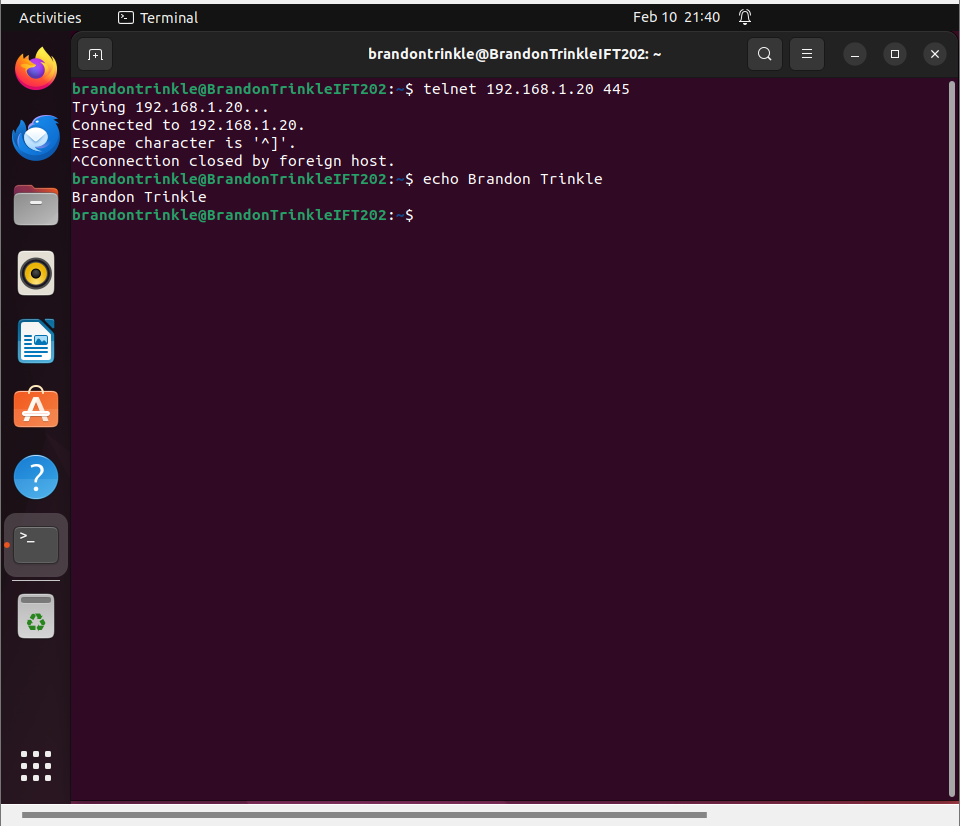 Activities
Terminal
Feb 10 21:40
brandontrinkle@BrandonTrinkleIFT202: ~
brandontrinkle@BrandonTrinkleIFT202:~$ telnet 192.168.1.20 445
Trying 192.168.1.20...
Connected to 192.168.1.20.
Escape character is '^]'.
^CConnection closed by foreign host.
brandontrinkle@BrandonTrinkleIFT202:~$ echo Brandon Trinkle
Brandon Trinkle
brandontrinkle@BrandonTrinkleIFT202:~$